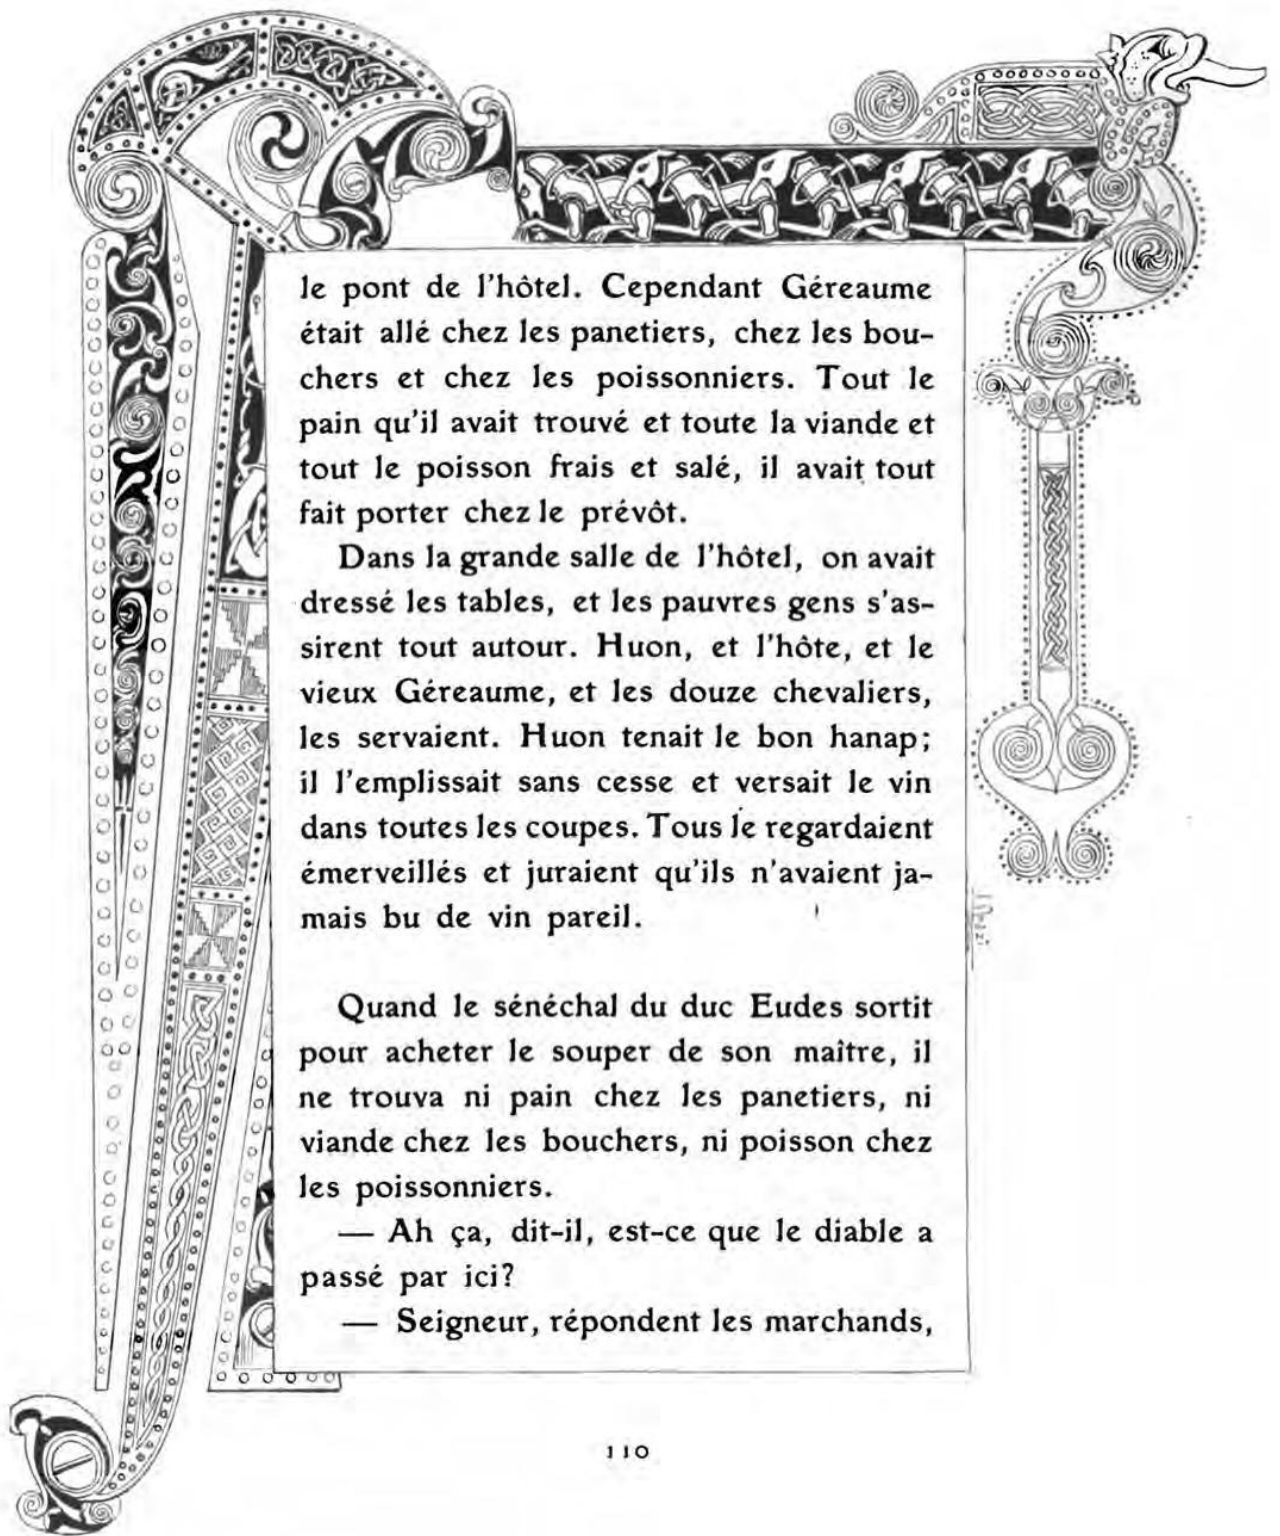 le pont de l'hôtel. Cependant Géreaume
était allé chez les panetiers, chez les bou-
chers et chez les poissonniers. Tout le
pain qu'il avait trouvé et toute la viande et
tout le poisson frais et salé, il avait tout
fait porter chez le prévôt.
Dans la grande salle de l'hôtel, on avait
dressé les tables, et les pauvres gens s'as-
sirent tout autour. Huon, et l'hôte, et le
vieux Géreaume, et les douze chevaliers,
les servaient. Huon tenait le bon hanap;
il l'emplissait sans cesse et versait le vin
dans toutes les coupes. Tous le regardaient
émerveillés et juraient qu'ils n'avaient ja-
mais bu de vin pareil.
Quand le sénéchal du duc Eudes sortit
pour acheter le souper de son maître, il
ne trouva ni pain chez les panetiers, ni
viande chez les bouchers, ni poisson chez
les poissonniers.
— Ah ça, dit-il, est-ce que le diable a
passé par ici?
— Seigneur, répondent les marchands,
110